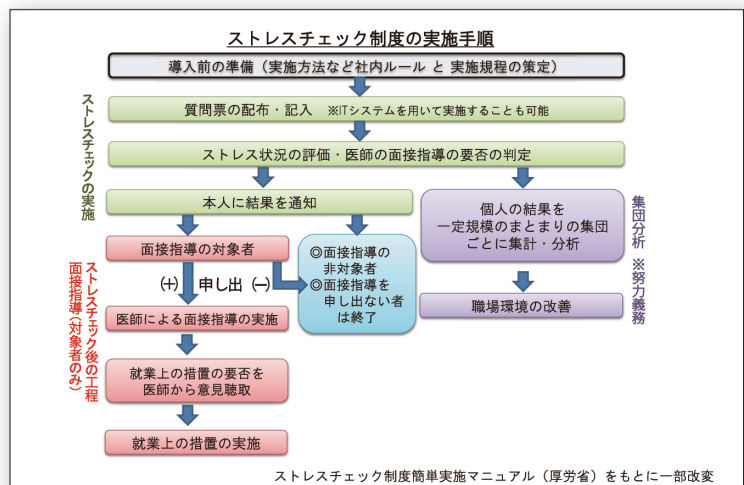 ストレスチェック制度の実施手順
導入前の準備（実施方法など社内ルール と 実施規程の策定）
ストレスチェックの実施
質問票の配布・記入　※ITシステムを用いて実施することも可能
ストレス状況の評価・医師の面接指導の要否の判定
本人に結果を通知
面接指導の対象者
(＋) 申し出 (－)
◎面接指導の
非対象者
◎面接指導を
申し出ない者
は終了
ストレスチェック後の工程
面接指導（対象者のみ）
医師による面接指導の実施
就業上の措置の要否を
医師から意見聴取
就業上の措置の実施
個人の結果を
一定規模のまとまりの集団
ごとに集計・分析
職場環境の改善
集団分析 ※努力義務
ストレスチェック制度簡単実施マニュアル（厚労省）をもとに一部改変